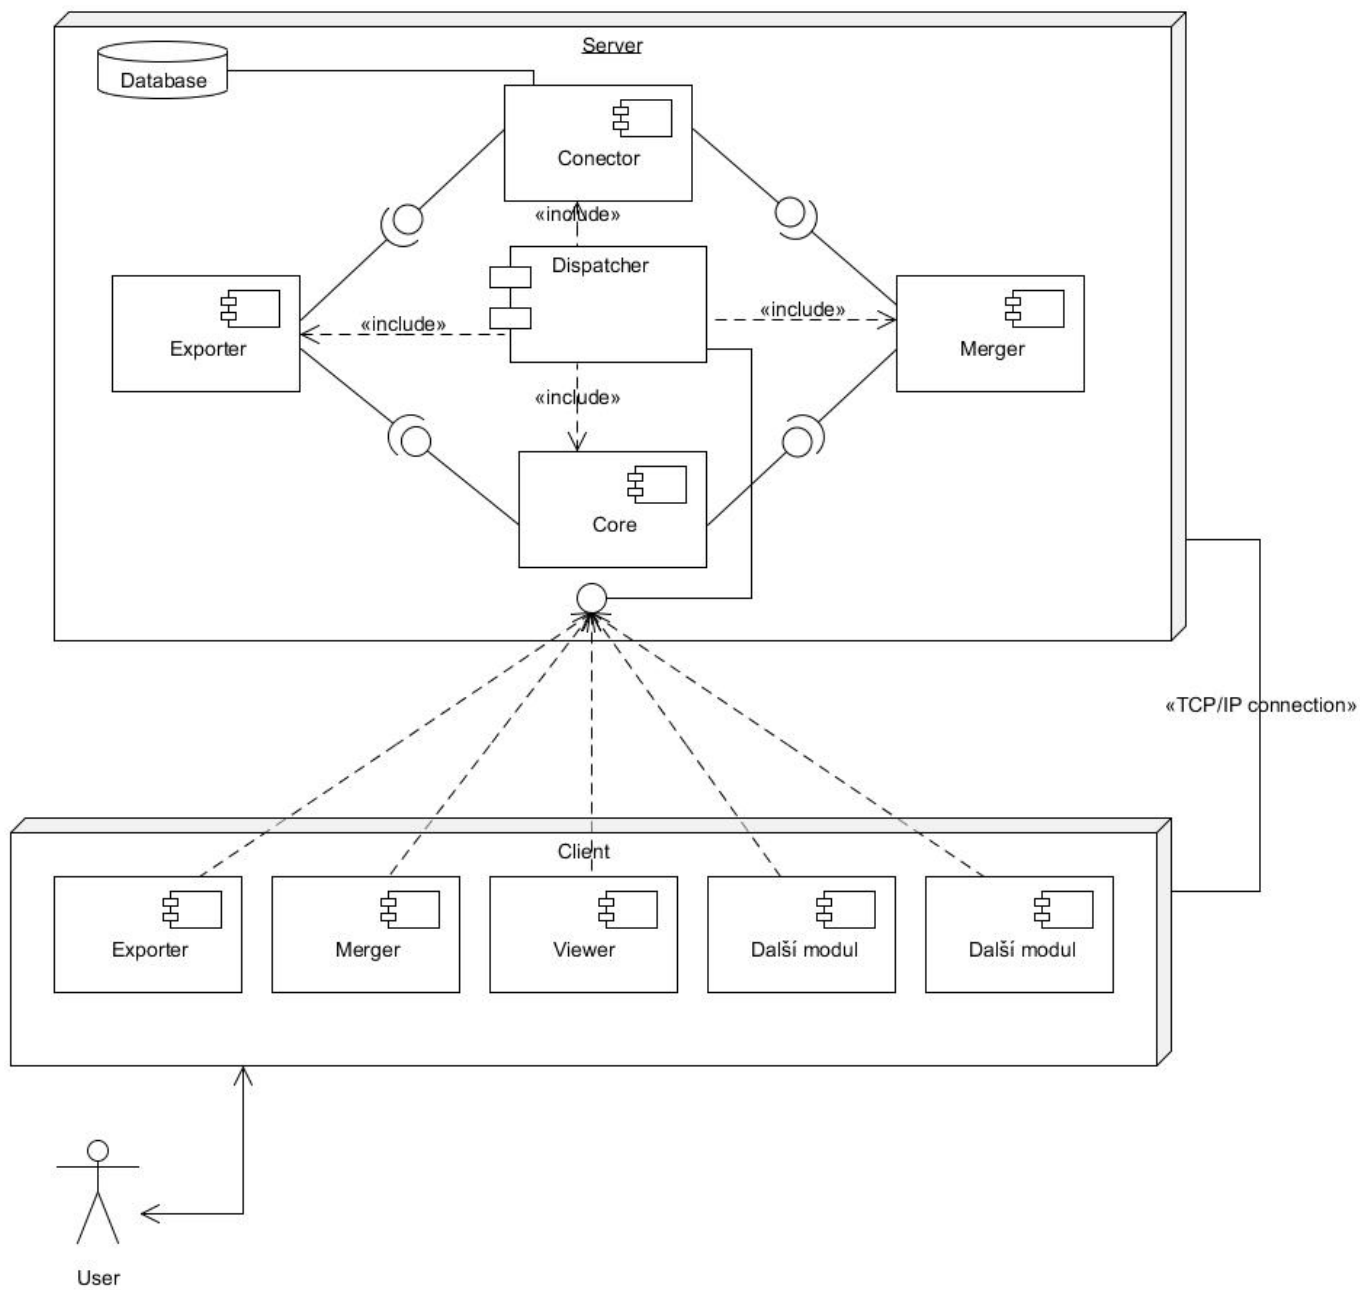 Server
Database
Conector
«include»
Dispatcher
«include»
«include»
Exporter
Merger
«include»
Core
«TCP/IP connection»
Client
Exporter
Merger
Viewer
Další modul
Další modul
User